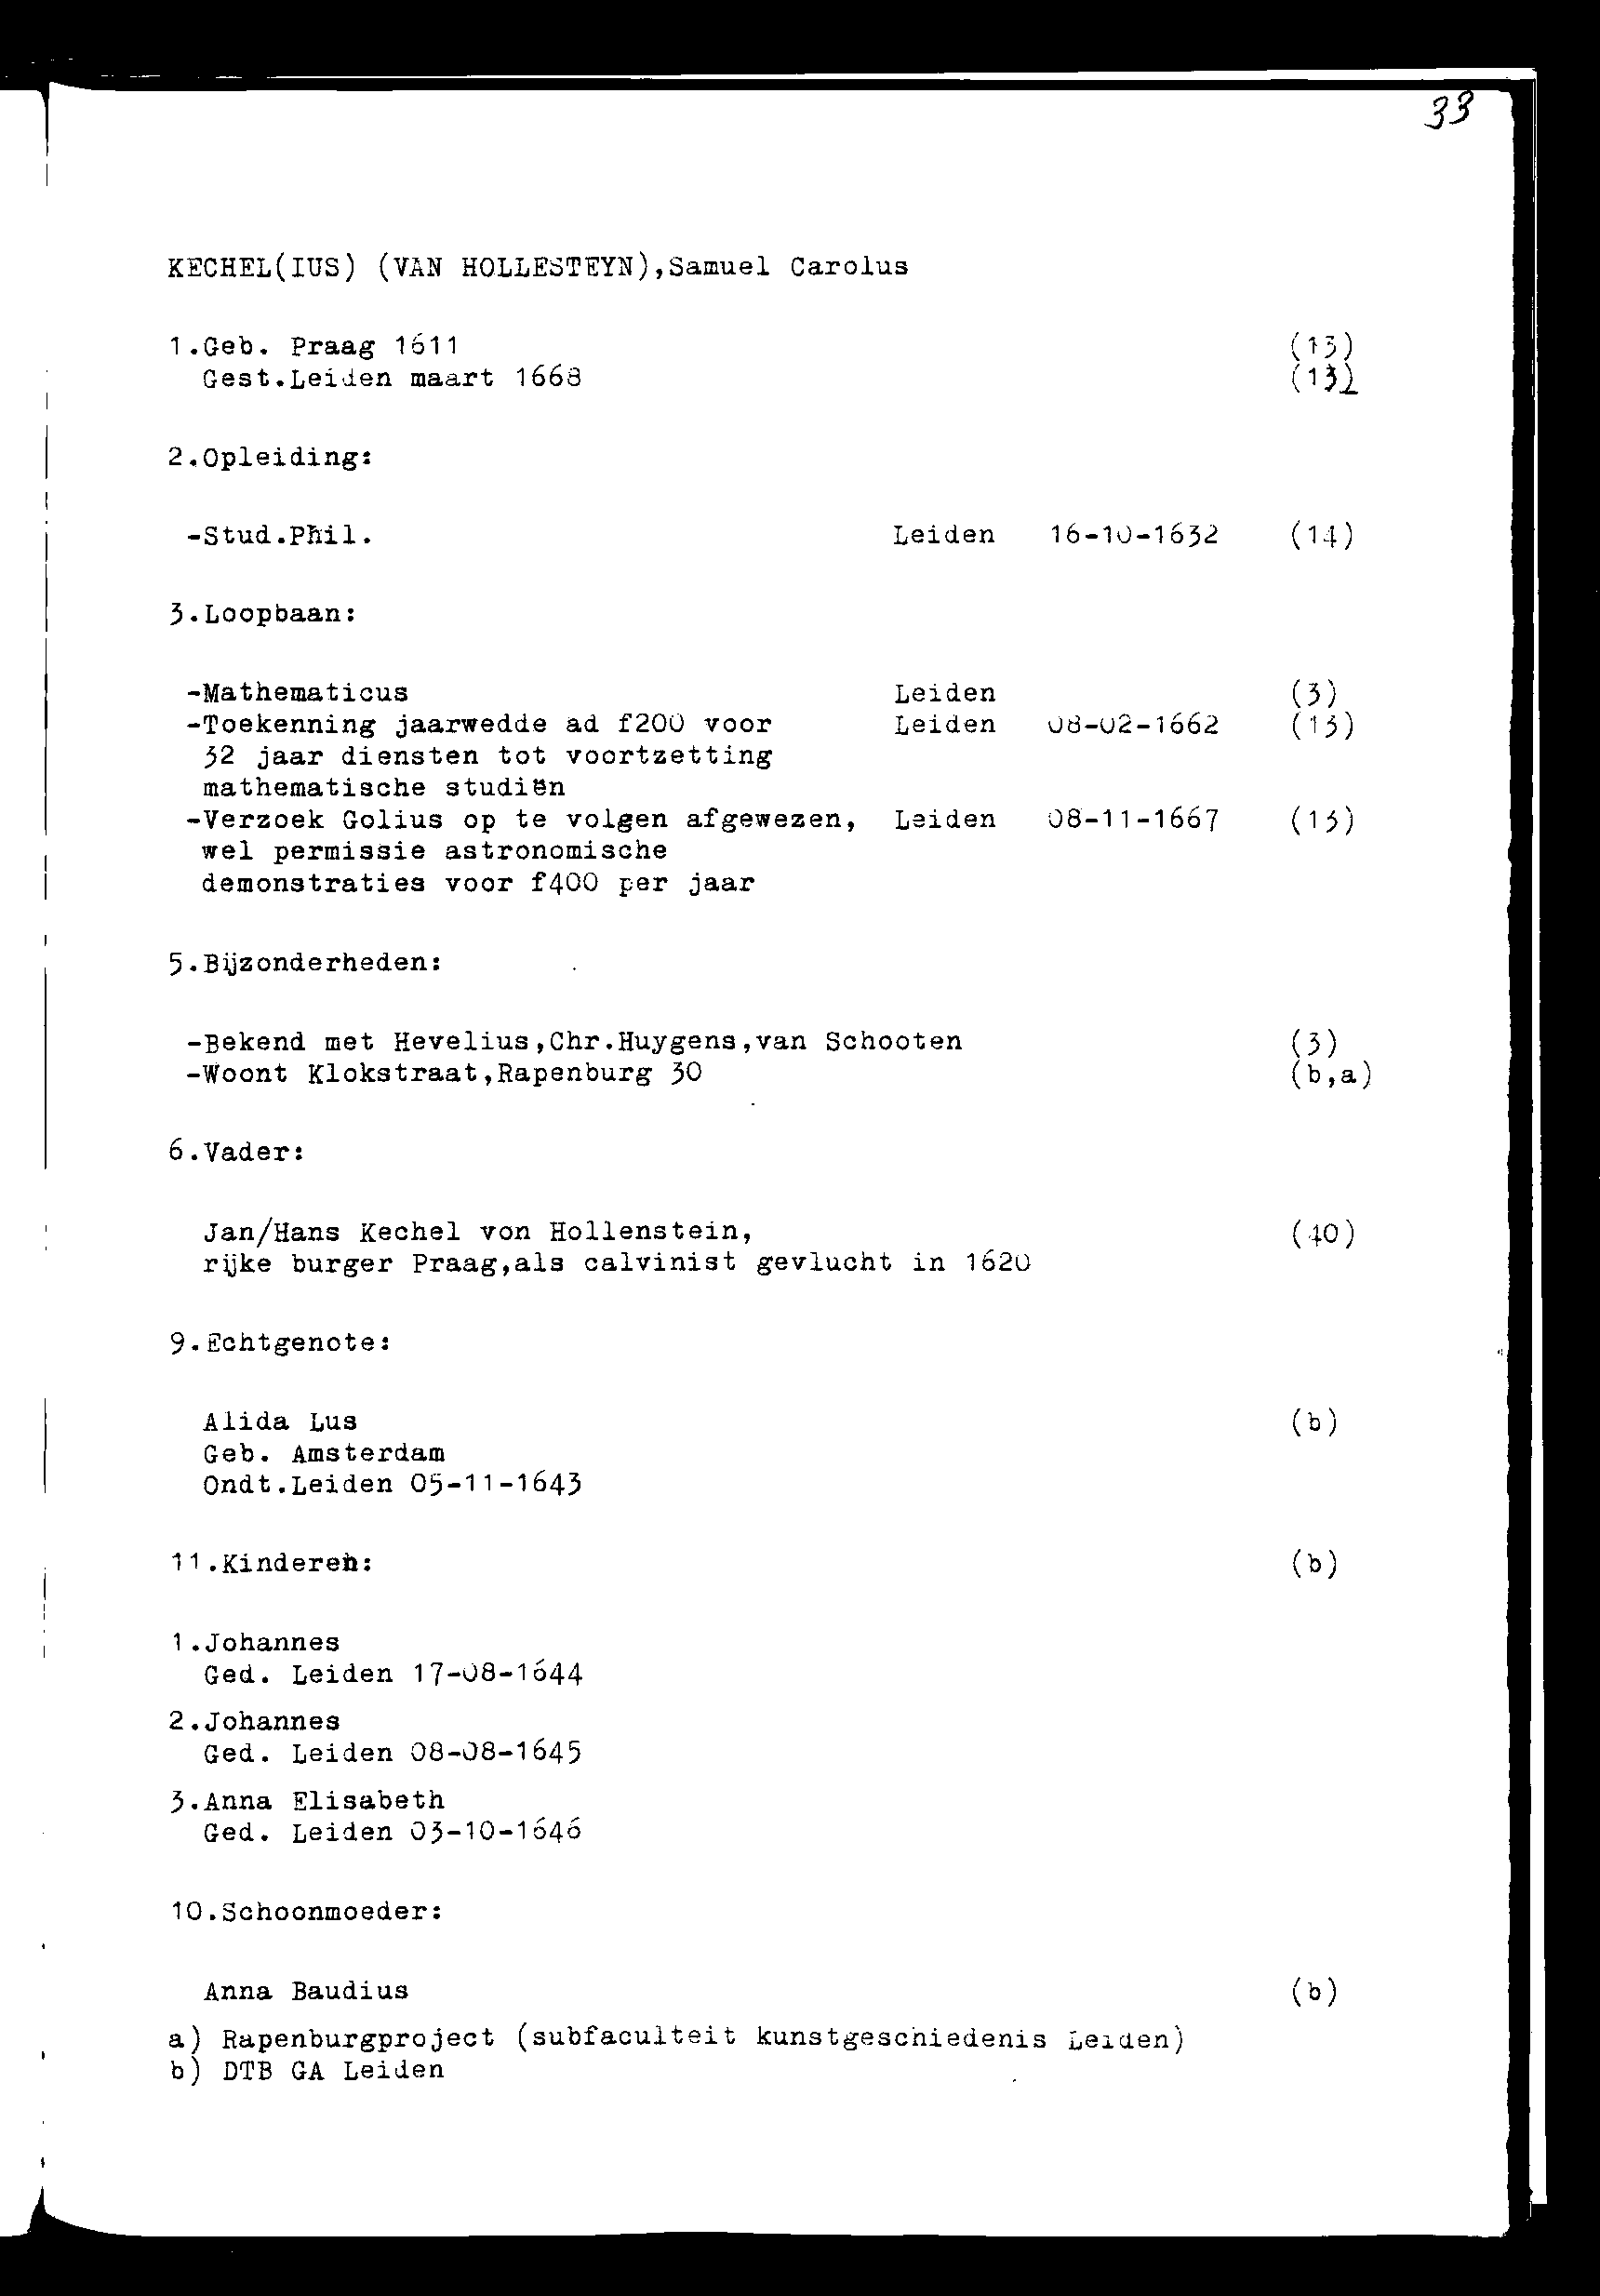 33
KECHEL(IUS) (VAN HOLLESTEYN),Samuel Carolus
1.Geb. Praag 1611 (13)
Gest.Leiden maart 1668 (13)
2.Opleiding:
-Stud.Phil. Leiden 16-10-1632 (14)
3.Loopbaan:
-Mathematicus Leiden (3)
-Toekenning jaarwedde ad f200 voor Leiden 08-02-1662 (13)
32 jaar diensten tot voortzetting
mathematische studiën
-Verzoek Golius op te volgen afgewezen, Leiden 08-11-1667 (13)
wel permissie astronomische
demonstraties voor f400 per jaar
5.Bijzonderheden:
-Bekend met Hevelius,Chr.Huygens,van Schooten (3)
-Woont Klokstraat,Rapenburg 30 (b,a)
6.Vader:
Jan/Hans Kechel von Hollenstein, (40)
rijke burger Praag,als calvinist gevlucht in 1620
9.Echtgenote:
Alida Lus (b)
Geb. Amsterdam
Ondt.Leiden 05-11-1643
11.Kinderen: (b)
1.Johannes
Ged. Leiden 17-08-1644
2.Johannes
Ged. Leiden 08-08-1645
3.Anna Elisabeth
Ged. Leiden 03-10-1646
10.Schoonmoeder:
Anna Baudius (b)
a) Rapenburgproject (subfaculteit kunstgeschiedenis Leiden)
b) DTB GA Leiden